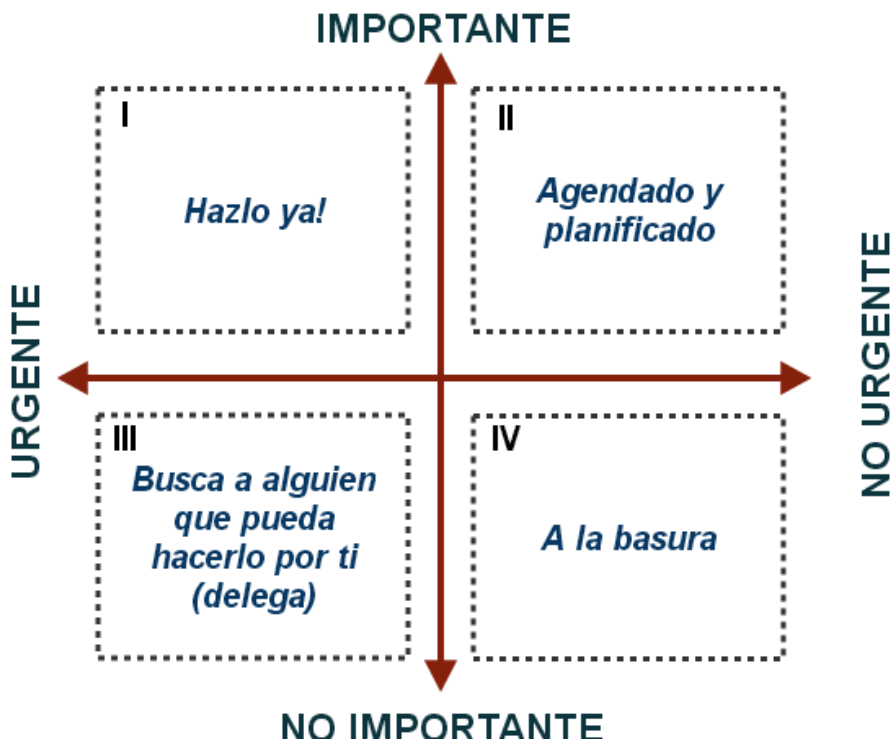 IMPORTANTE
I
Hazlo ya!
II
Agendado y
planificado
URGENTE
NO URGENTE
III
Busca a alguien
que pueda
hacerlo por ti
(delega)
IV
A la basura
NO IMPORTANTE